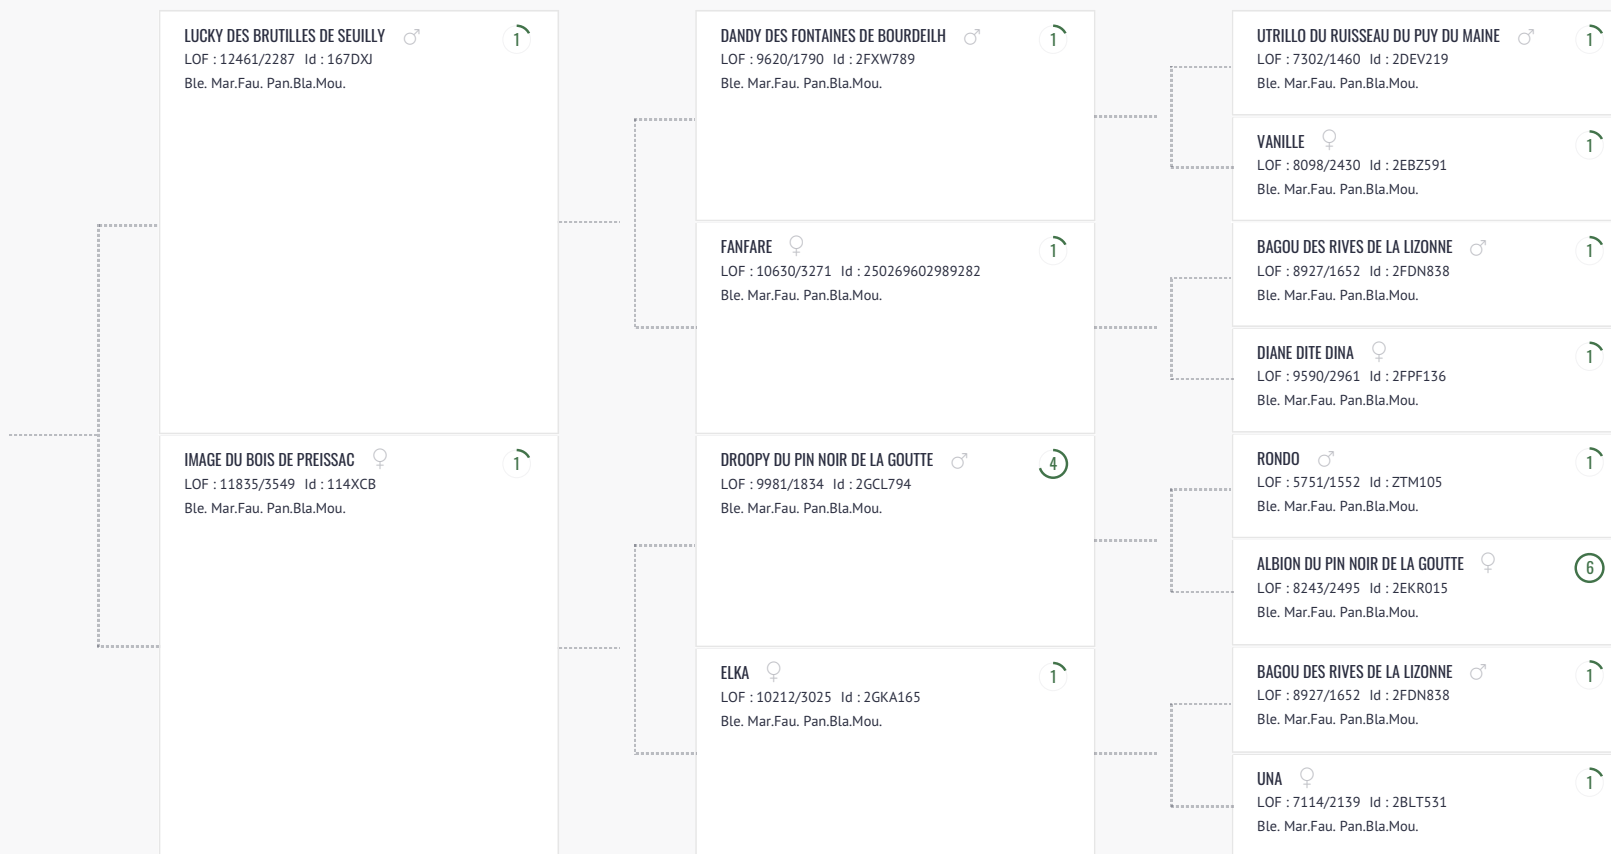 LUCKY DES BRUTILLES DE SEUILLY
1
LOF : 12461/2287 Id : 167DXJ
Ble. Mar.Fau. Pan.Bla.Mou.
IMAGE DU BOIS DE PREISSAC
1
LOF : 11835/3549 Id : 114XCB
Ble. Mar.Fau. Pan.Bla.Mou.
DANDY DES FONTAINES DE BOURDEILH
1
LOF : 9620/1790 Id : 2FXW789
Ble. Mar.Fau. Pan.Bla.Mou.
FANFARE
1
LOF : 10630/3271 Id : 250269602989282
Ble. Mar.Fau. Pan.Bla.Mou.
DROOPY DU PIN NOIR DE LA GOUTTE
4
LOF : 9981/1834 Id : 2GCL794
Ble. Mar.Fau. Pan.Bla.Mou.
ELKA
1
LOF : 10212/3025 Id : 2GKA165
Ble. Mar.Fau. Pan.Bla.Mou.
UTRILLO DU RUISSEAU DU PUY DU MAINE
1
LOF : 7302/1460 Id : 2DEV219
Ble. Mar.Fau. Pan.Bla.Mou.
VANILLE
1
LOF : 8098/2430 Id : 2EBZ591
Ble. Mar.Fau. Pan.Bla.Mou.
BAGOU DES RIVES DE LA LIZONNE
1
LOF : 8927/1652 Id : 2FDN838
Ble. Mar.Fau. Pan.Bla.Mou.
DIANE DITE DINA
1
LOF : 9590/2961 Id : 2FPF136
Ble. Mar.Fau. Pan.Bla.Mou.
RONDO
1
LOF : 5751/1552 Id : ZTM105
Ble. Mar.Fau. Pan.Bla.Mou.
ALBION DU PIN NOIR DE LA GOUTTE
6
LOF : 8243/2495 Id : 2EKR015
Ble. Mar.Fau. Pan.Bla.Mou.
BAGOU DES RIVES DE LA LIZONNE
1
LOF : 8927/1652 Id : 2FDN838
Ble. Mar.Fau. Pan.Bla.Mou.
UNA
1
LOF : 7114/2139 Id : 2BLT531
Ble. Mar.Fau. Pan.Bla.Mou.